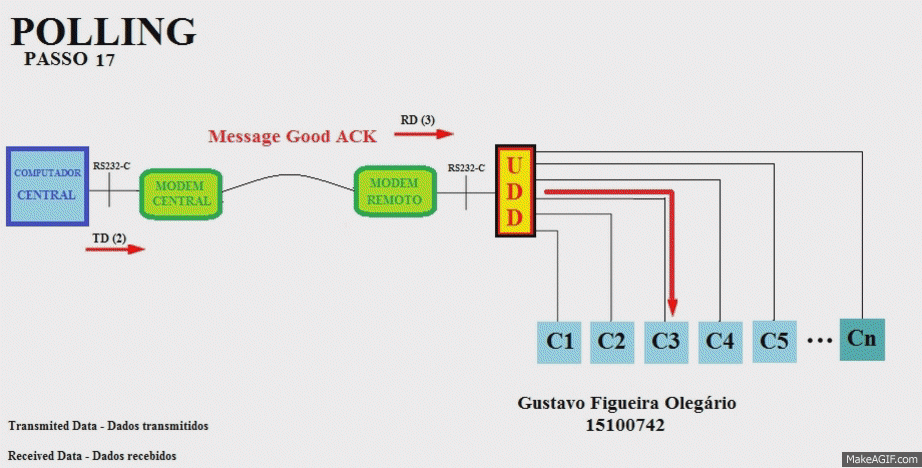 POLLING
PASSO 17
Message Good ACK
RD (3)
COMPUTADOR
CENTRAL
RS232-C
MODEM
CENTRAL
MODEM
REMOTO
RS232-C
U
D
D
TD (2)
C1 C2 C3 C4 C5 ... Cn
Gustavo Figueira Olegário
15100742
Transmited Data - Dados transmitidos
Received Data - Dados recebidos
MakeAGIF.com